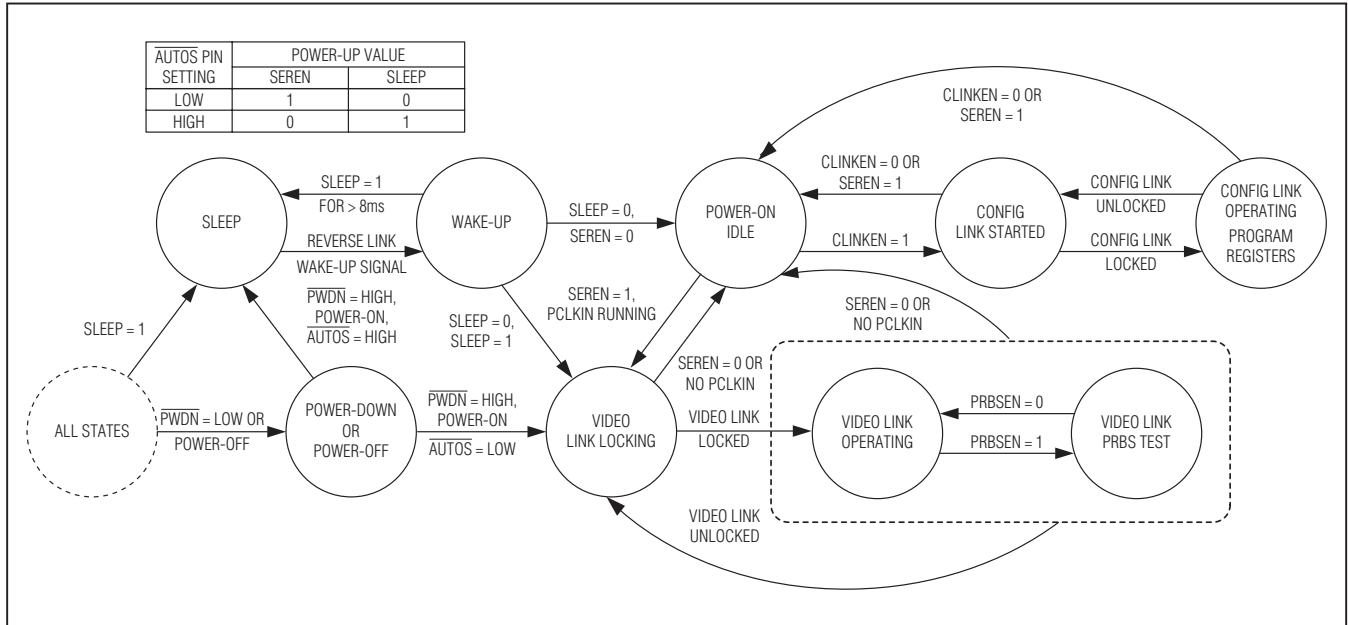 AUTOS PIN
SETTING
POWER-UP VALUE
SEREN
SLEEP
LOW
1
0
HIGH
0
1
CLINKEN = 0 OR
SEREN = 1
SLEEP
SLEEP = 1
FOR > 8ms
REVERSE LINK
WAKE-UP SIGNAL
WAKE-UP
SLEEP = 0,
SEREN = 0
POWER-ON
IDLE
CLINKEN = 0 OR
SEREN = 1
CLINKEN = 1
CONFIG
LINK STARTED
CONFIG LINK
UNLOCKED
CONFIG LINK
LOCKED
CONFIG LINK
OPERATING
PROGRAM
REGISTERS
SLEEP = 1
PWDN = HIGH,
POWER-ON,
AUTOS = HIGH
SLEEP = 0,
SLEEP = 1
SEREN = 1,
PCLKIN RUNNING
SEREN = 0 OR
NO PCLKIN
SEREN = 0 OR
NO PCLKIN
ALL STATES
PWDN = LOW OR
POWER-OFF
POWER-DOWN
OR
POWER-OFF
PWDN = HIGH,
POWER-ON
AUTOS = LOW
VIDEO
LINK LOCKING
VIDEO LINK
LOCKED
VIDEO LINK
OPERATING
PRBSEN = 0
PRBSEN = 1
VIDEO LINK
PRBS TEST
VIDEO LINK
UNLOCKED